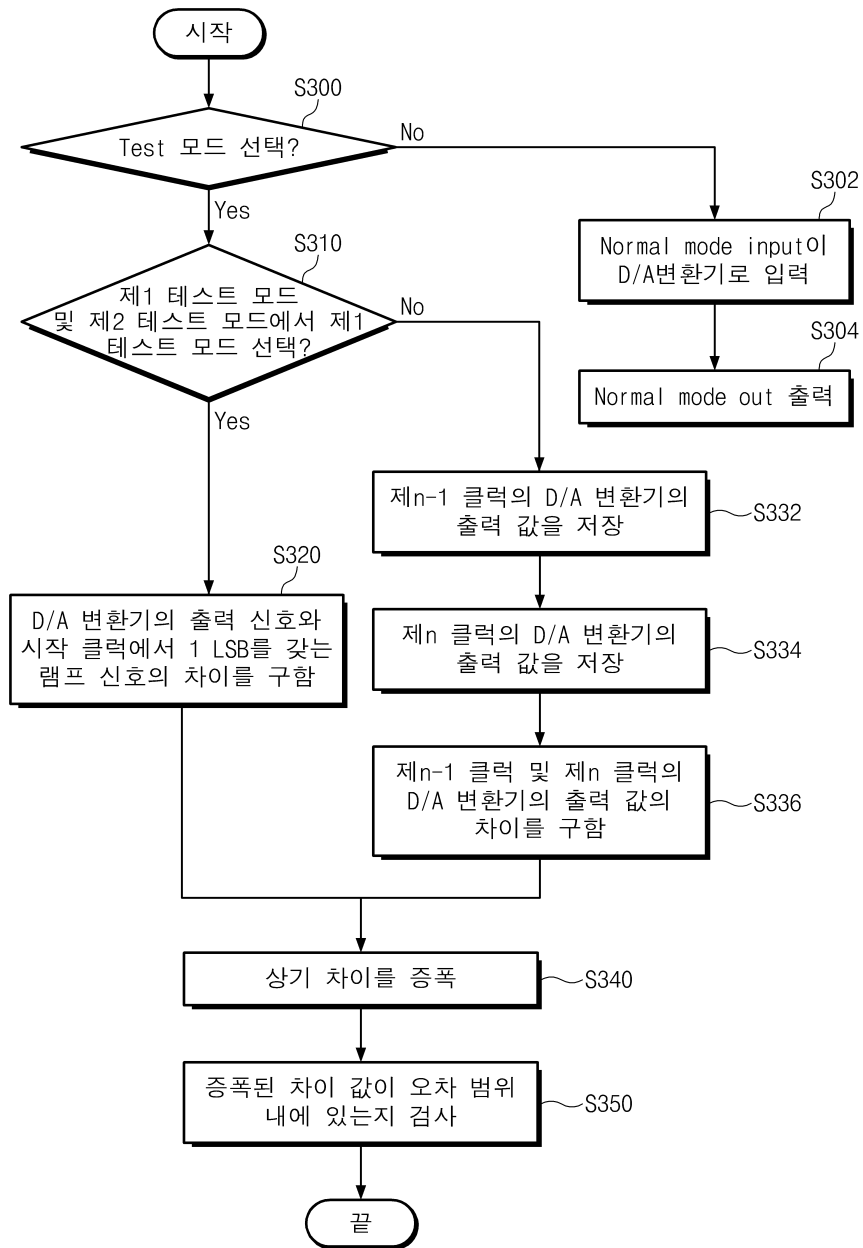 시작
S300
Test 모드 선택?
No
Yes
S302
Normal mode input이
D/A변환기로 입력
S304
Normal mode out 출력
S310
제1 테스트 모드
및 제2 테스트 모드에서 제1
테스트 모드 선택?
No
Yes
제n-1 클럭의 D/A 변환기의
출력 값을 저장
S332
S320
D/A 변환기의 출력 신호와
시작 클럭에서 1 LSB를 갖는
램프 신호의 차이를 구함
제n 클럭의 D/A 변환기의
출력 값을 저장
S334
제n-1 클럭 및 제n 클럭의
D/A 변환기의 출력 값의
차이를 구함
S336
상기 차이를 증폭
S340
증폭된 차이 값이 오차 범위
내에 있는지 검사
S350
끝